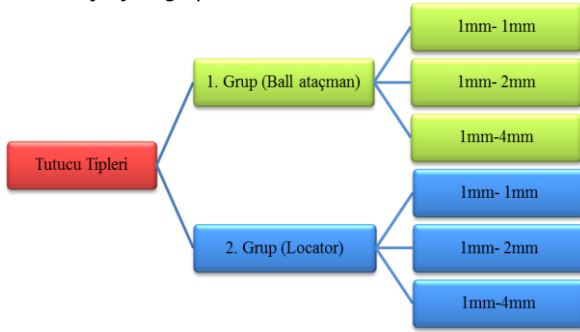 1mm- 1mm
1. Grup (Ball ataçman)
1mm- 2mm
1mm-4mm
Tutucu Tipleri
1mm- 1mm
2. Grup (Locator)
1mm- 2mm
1mm-4mm